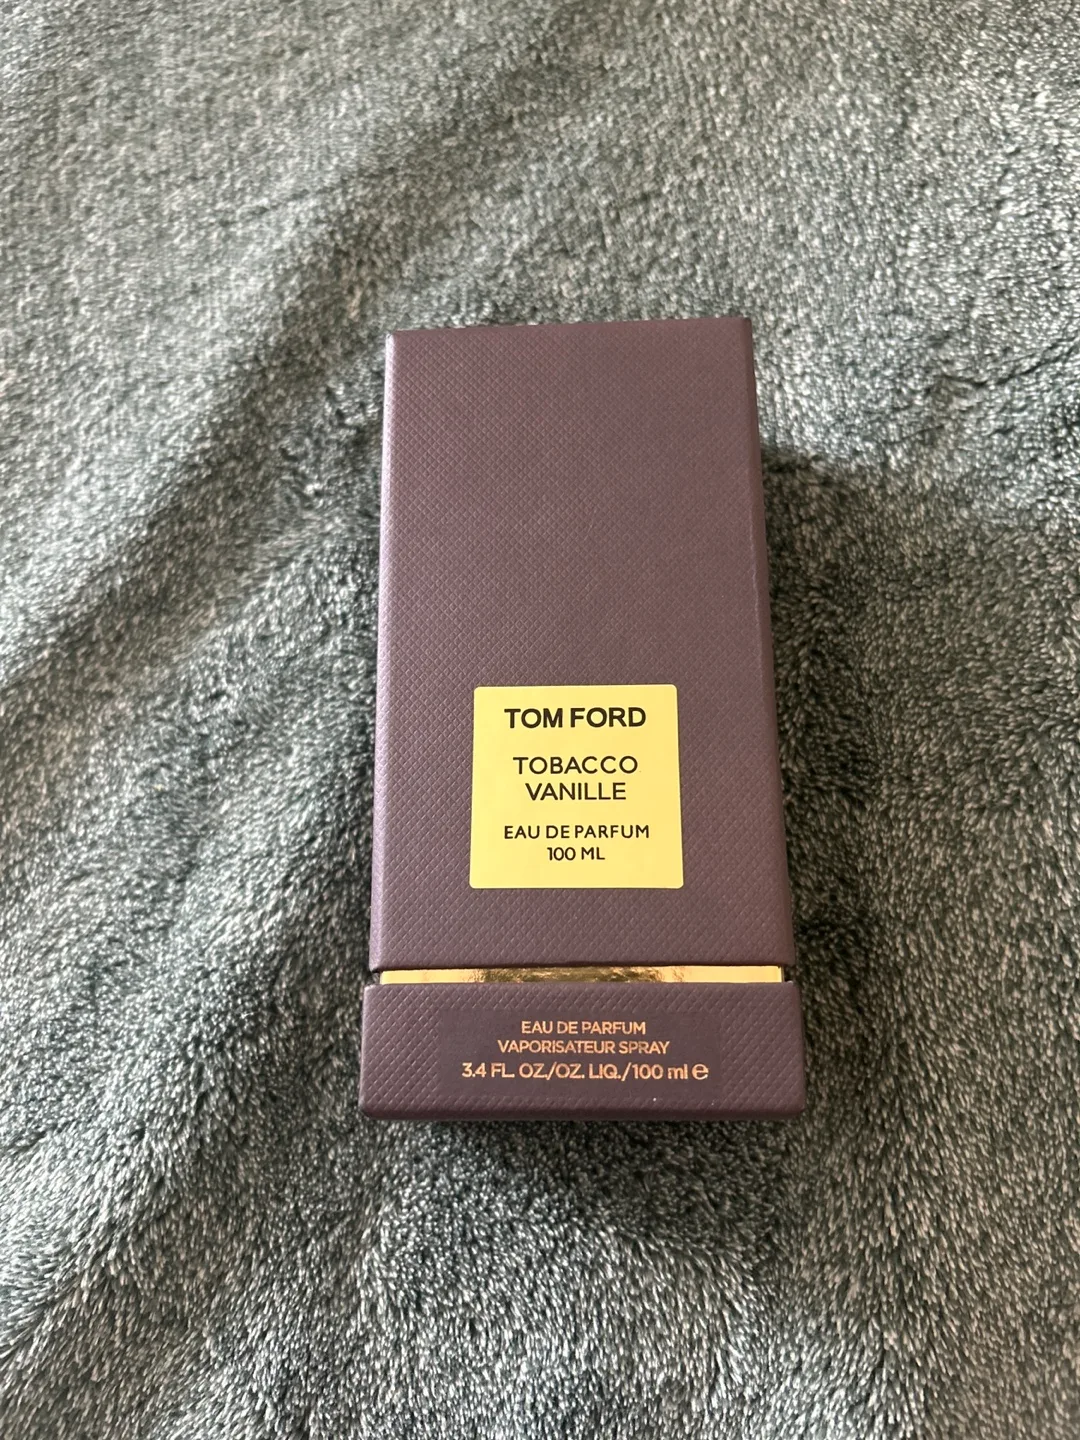 TOM FORD
TOBACCO
VANILLE
EAU DE PARFUM
100 ML
EAU DE PARFUM
VAPORISATEUR SPRAY
3.4 FL. OZ./OZ. LIQ./100 ml ℮